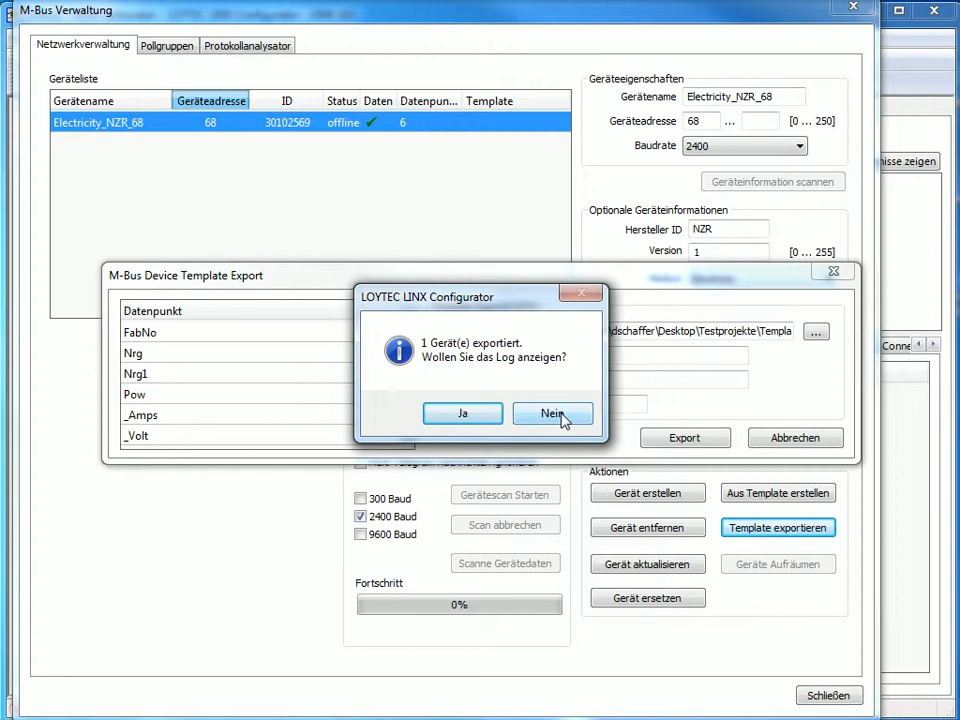 M-Bus Verwaltung
Netzwerkverwaltung Pollgruppen Protokollanalysator
Geräteliste
Gerätename Geräteadresse ID Status Daten Datenpun... Template
Electricity_NZR_68 68 30102569 offline 6
Geräteeigenschaften
Gerätename Electricity_NZR_68
Geräteadresse 68 ... [0 ... 250]
Baudrate 2400
Geräteinformation scannen
Optionale Geräteinformationen
Hersteller ID NZR
Version 1 [0 ... 255]
nisse zeigen
Conne
M-Bus Device Template Export
Datenpunkt
FabNo
Nrg
Nrg1
Pow
_Amps
_Volt
\dschaffer\Desktop\Testprojekte\Templa ...
Export Abbrechen
LOYTEC LINX Configurator
1 Gerät(e) exportiert.
Wollen Sie das Log anzeigen?
Ja Nein
300 Baud
2400 Baud
9600 Baud
Gerätescan Starten
Scan abbrechen
Scanne Gerätedaten
Fortschritt
0%
Aktionen
Gerät erstellen Aus Template erstellen
Gerät entfernen Template exportieren
Gerät aktualisieren Geräte Aufräumen
Gerät ersetzen
Schließen